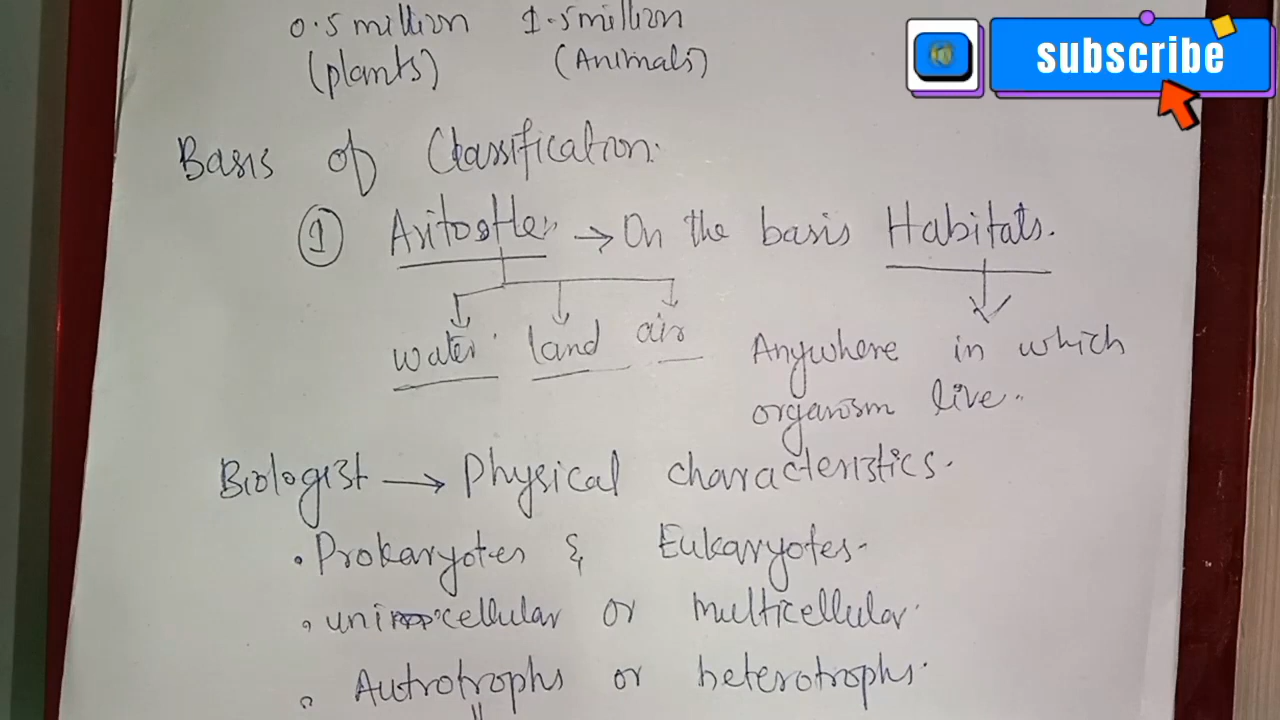 0.5 million 1.5 million
(plants) (Animals)
subscribe
Basis of Classification.
① Aritostle → On the basis Habitats.
water land air
Anywhere in which
organism live.
Biologist → Physical characteristics.
• Prokaryotes & Eukaryotes.
• unicellular or multicellular
• Autrotrophs or heterotrophs.